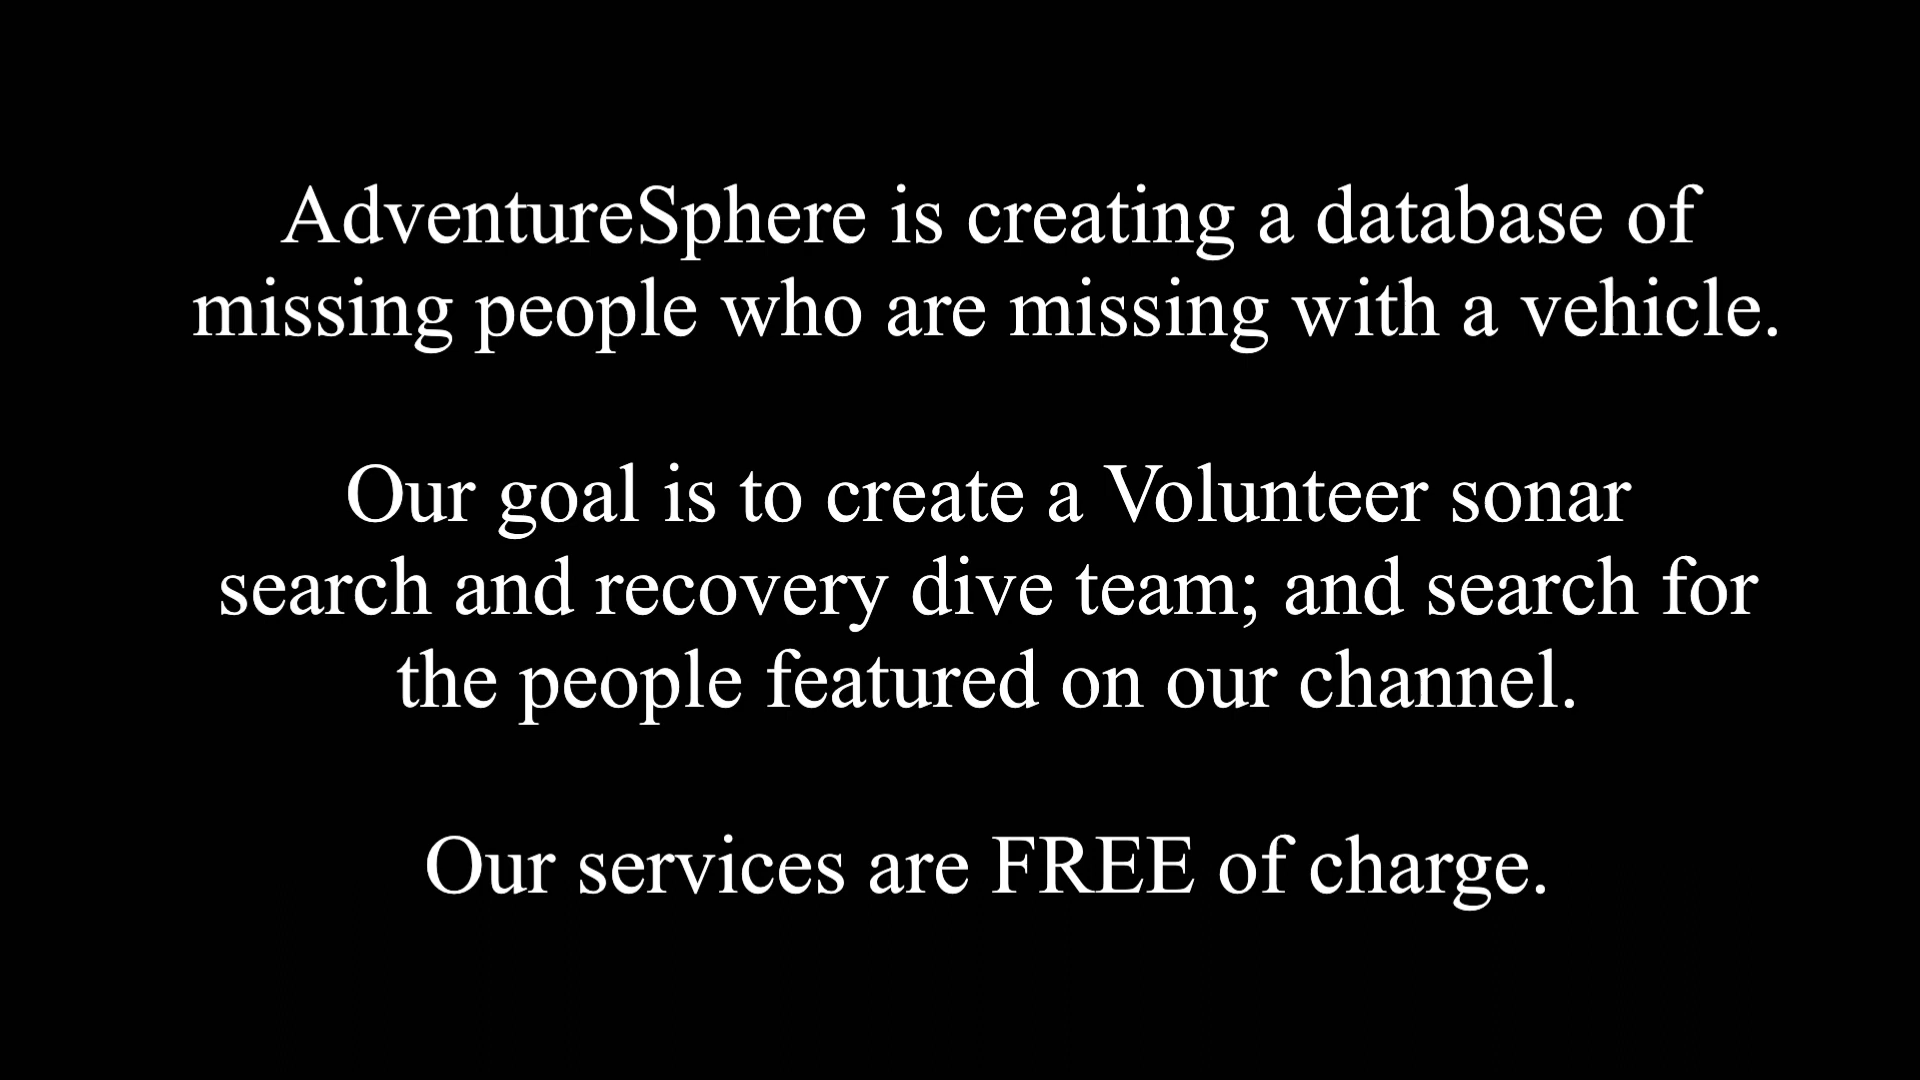 AdventureSphere is creating a database of
missing people who are missing with a vehicle.
Our goal is to create a Volunteer sonar
search and recovery dive team; and search for
the people featured on our channel.
Our services are FREE of charge.